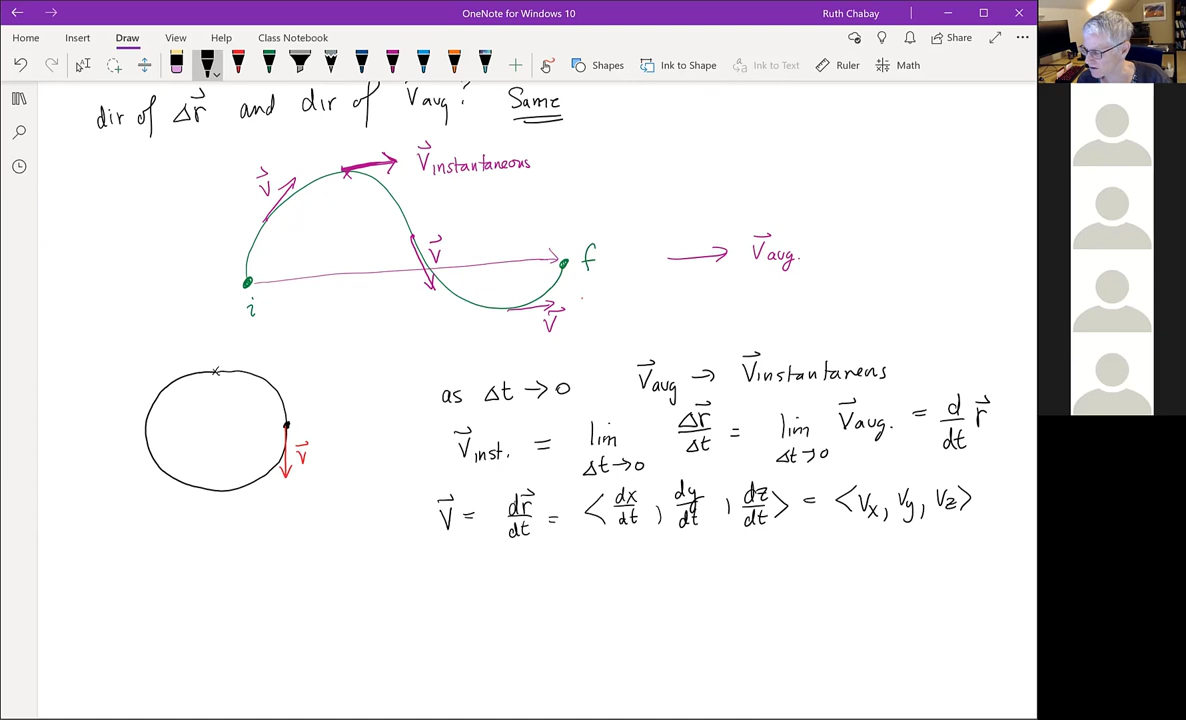 OneNote for Windows 10
Ruth Chabay
Home Insert Draw View Help Class Notebook
Share
Shapes Ink to Shape Ink to Text Ruler Math
dir of Δr⃗ and dir of v⃗avg? Same
v⃗ v⃗instantaneous
v⃗
v⃗avg.
f
i
v⃗
as Δt → 0 v⃗avg → v⃗instantanens
v⃗inst. = lim Δt→0 Δr⃗/Δt = lim Δt→0 v⃗avg. = d/dt r⃗
v⃗
v⃗ = dr⃗/dt = <dx/dt, dy/dt, dz/dt> = <vx, vy, vz>